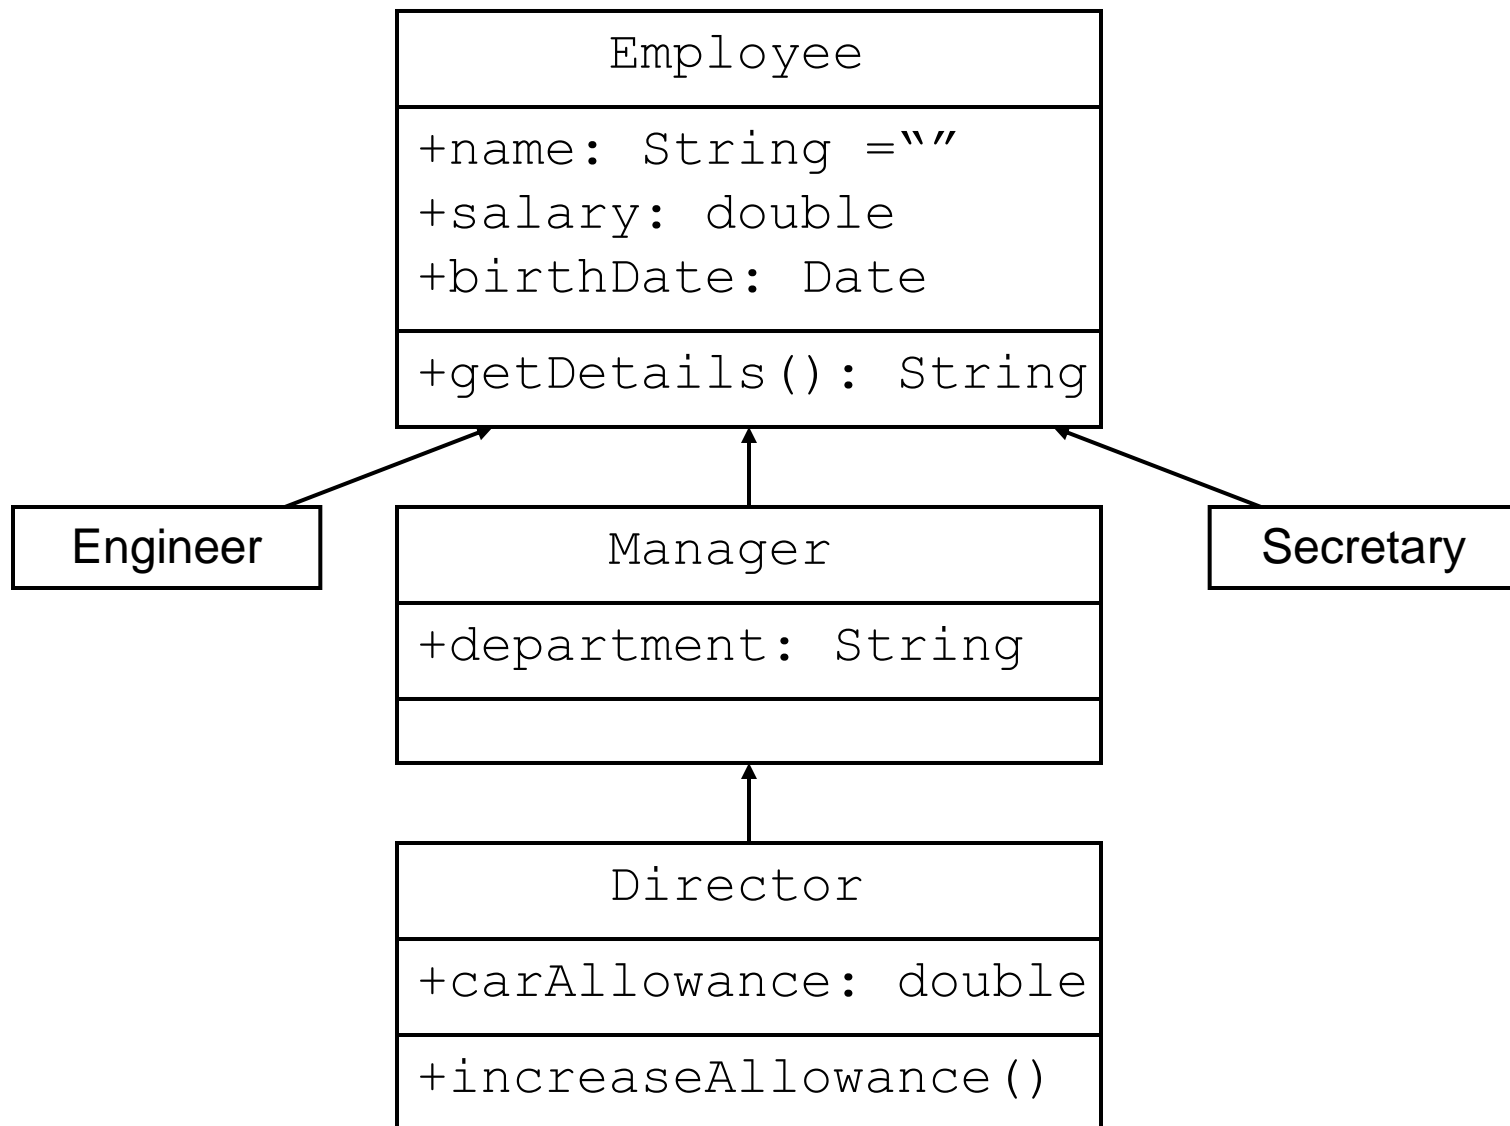 Employee
+name: String =“”
+salary: double
+birthDate: Date
+getDetails(): String
Engineer
Manager
Secretary
+department: String
Director
+carAllowance: double
+increaseAllowance()